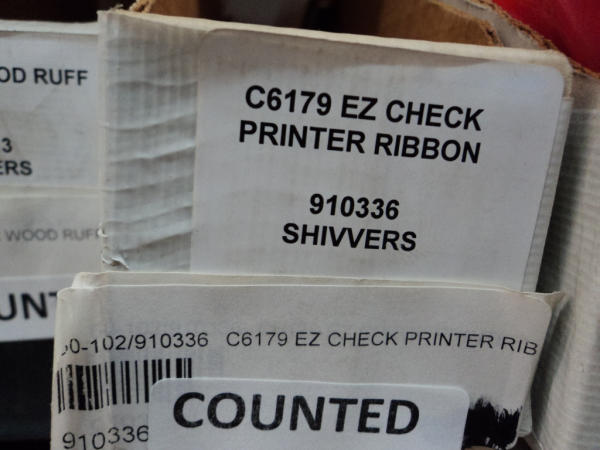 OD RUFF
3
ERS
WOOD RUFF
UNT
C6179 EZ CHECK
PRINTER RIBBON
910336
SHIVVERS
0-102/910336 C6179 EZ CHECK PRINTER RIB
910336
COUNTED